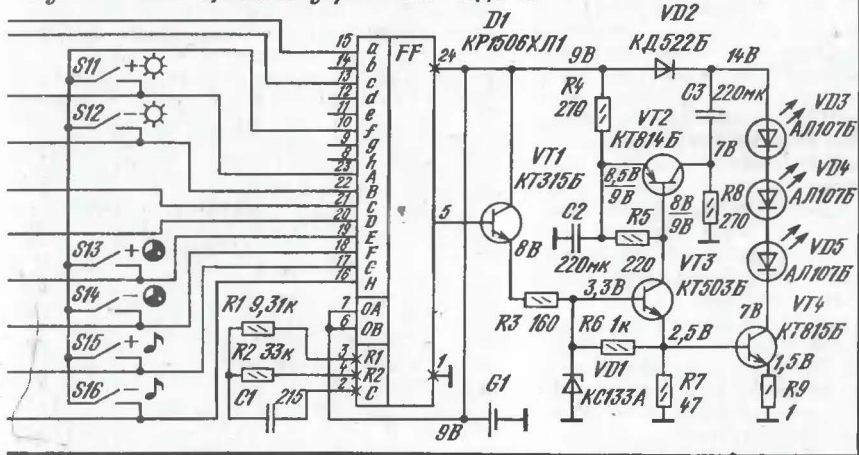 D1
КР1506ХЛ1
VD2
КД522Б
15 a FF 24
14 b
13 c
12 d
11 e
10 f
9 g
8 h
23 A
22 B
21 C
20 D
19 E
18 F
17 G
16 H
7 OA
6 OB
3 R1
4 R2
2 C
5
1
S11 +
S12 –
S13 +
S14 –
S15 +
S16 –
R1 9,31к
R2 33к
C1 215
G1
9В
9В
14В
R4
270
C3 220мк
VT2
КТ814Б
7В
VD3
АЛ107Б
VD4
АЛ107Б
VD5
АЛ107Б
VT1
КТ315Б
8,5В
9В
8В
9В
R8
270
C2
220мк
R5
220
8В
VT3
КТ503Б
3,3В
R3 160
R6 1к
2,5В
VD1
КС133А
R7
47
7В
VT4
КТ815Б
1,5В
R9
1